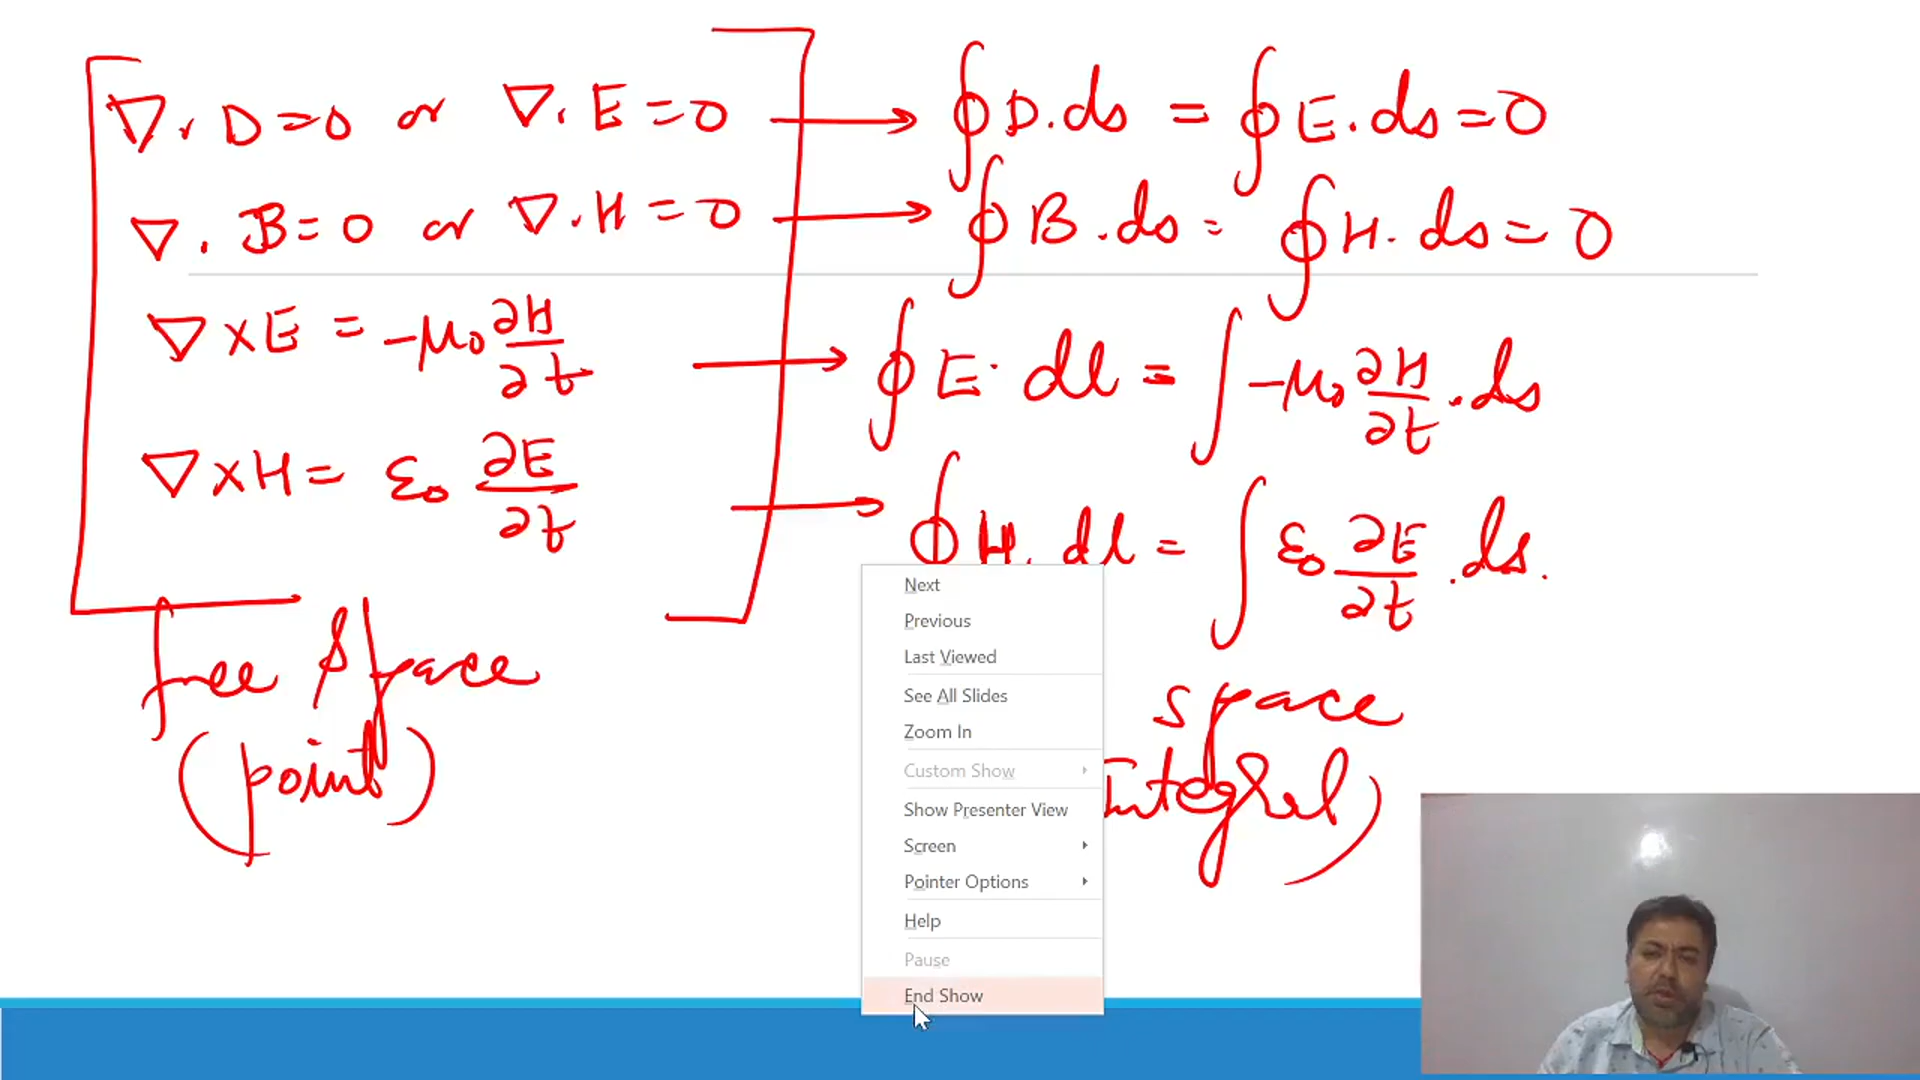 ∇. D=0 or ∇. E=0 → ∮D.ds = ∮E.ds=0
∇. B=0 or ∇.H=0 → ∮B.ds= ∮H.ds=0
∇×E = -μ₀ ∂H/∂t → ∮E.dl = ∫-μ₀ ∂H/∂t .ds
∇×H= ε₀ ∂E/∂t → ∮H.dl = ∫ε₀ ∂E/∂t .ds.
free space
(point)
space
Integral)
Next
Previous
Last Viewed
See All Slides
Zoom In
Custom Show
Show Presenter View
Screen
Pointer Options
Help
Pause
End Show